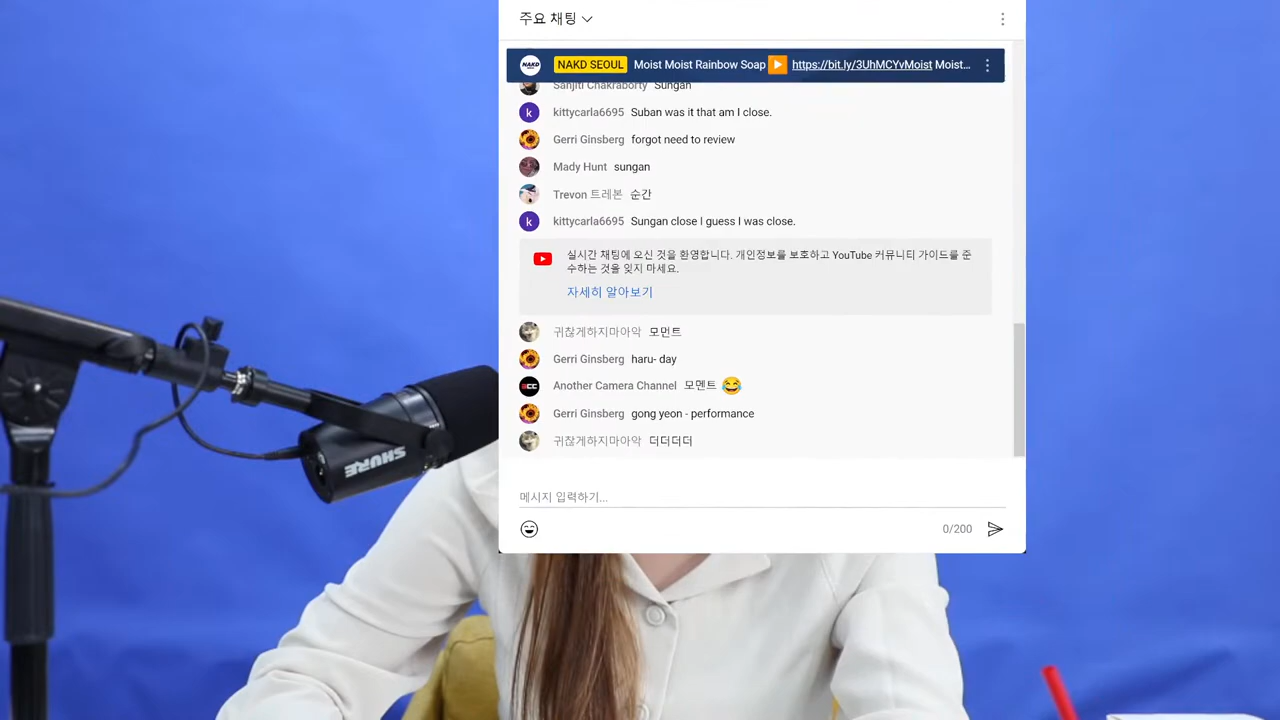 주요 채팅
NAKD SEOUL Moist Moist Rainbow Soap https://bit.ly/3UhMCYvMoist Moist…
Sanjiti Chakraborty Sungan
k kittycarla6695 Suban was it that am I close.
Gerri Ginsberg forgot need to review
Mady Hunt sungan
Trevon 트레본 순간
k kittycarla6695 Sungan close I guess I was close.
실시간 채팅에 오신 것을 환영합니다. 개인정보를 보호하고 YouTube 커뮤니티 가이드를 준
수하는 것을 잊지 마세요.
자세히 알아보기
귀찮게하지마아악 모먼트
Gerri Ginsberg haru- day
Another Camera Channel 모멘트 😂
Gerri Ginsberg gong yeon - performance
귀찮게하지마아악 더더더더
메시지 입력하기...
0/200
SHURE